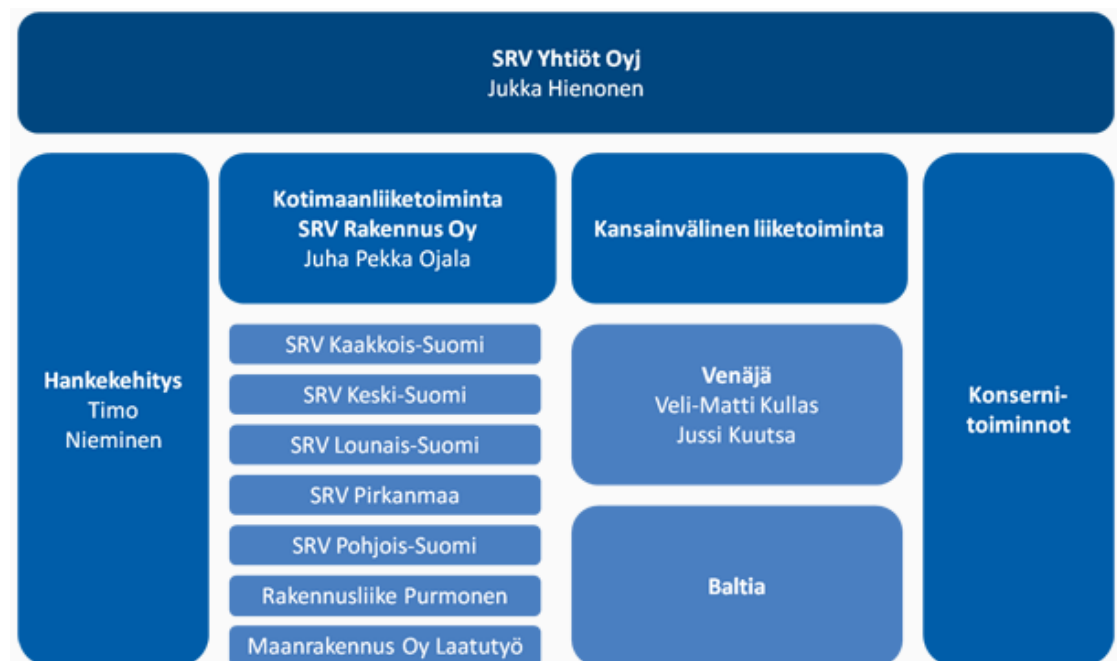 SRV Yhtiöt Oyj
Jukka Hienonen
Hankekehitys
Timo
Nieminen
Kotimaanliiketoiminta
SRV Rakennus Oy
Juha Pekka Ojala
SRV Kaakkois-Suomi
SRV Keski-Suomi
SRV Lounais-Suomi
SRV Pirkanmaa
SRV Pohjois-Suomi
Rakennusliike Purmonen
Maanrakennus Oy Laatutyö
Kansainvälinen liiketoiminta
Venäjä
Veli-Matti Kullas
Jussi Kuutsa
Baltia
Konserni-
toiminnot